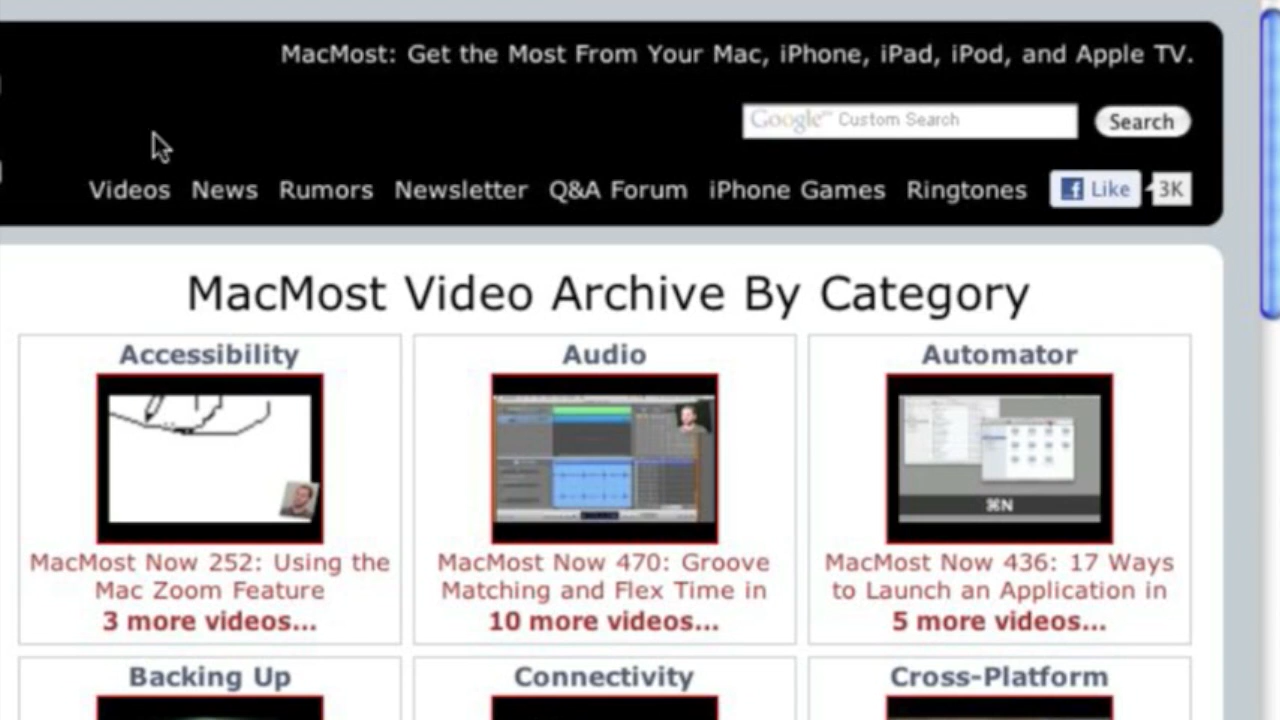 MacMost: Get the Most From Your Mac, iPhone, iPad, iPod, and Apple TV.
Google™ Custom Search
Search
Videos News Rumors Newsletter Q&A Forum iPhone Games Ringtones Like 3K
MacMost Video Archive By Category
Accessibility Audio Automator
⌘N
MacMost Now 252: Using the MacMost Now 470: Groove MacMost Now 436: 17 Ways
Mac Zoom Feature Matching and Flex Time in to Launch an Application in
3 more videos... 10 more videos... 5 more videos...
Backing Up Connectivity Cross-Platform